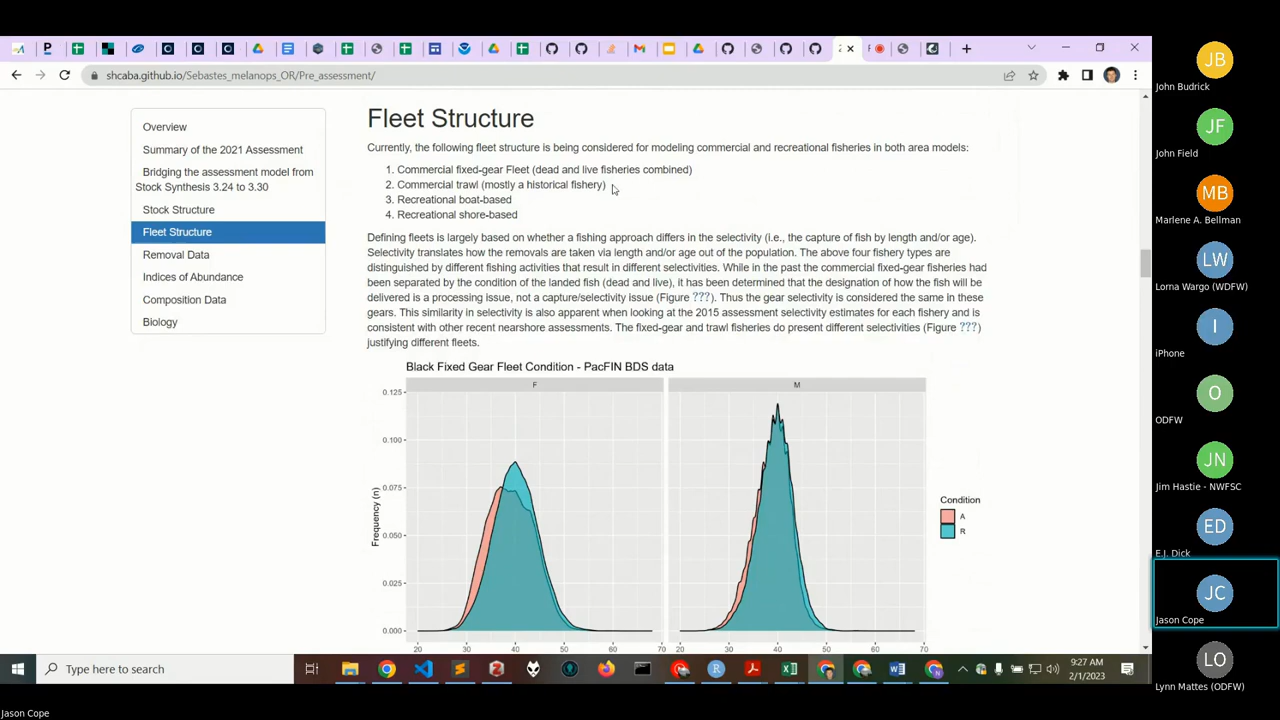 shcaba.github.io/Sebastes_melanops_OR/Pre_assessment/
Overview
Summary of the 2021 Assessment
Bridging the assessment model from
Stock Synthesis 3.24 to 3.30
Stock Structure
Fleet Structure
Removal Data
Indices of Abundance
Composition Data
Biology
Fleet Structure
Currently, the following fleet structure is being considered for modeling commercial and recreational fisheries in both area models:
1. Commercial fixed-gear Fleet (dead and live fisheries combined)
2. Commercial trawl (mostly a historical fishery)
3. Recreational boat-based
4. Recreational shore-based
Defining fleets is largely based on whether a fishing approach differs in the selectivity (i.e., the capture of fish by length and/or age).
Selectivity translates how the removals are taken via length and/or age out of the population. The above four fishery types are
distinguished by different fishing activities that result in different selectivities. While in the past the commercial fixed-gear fisheries had
been separated by the condition of the landed fish (dead and live), it has been determined that the designation of how the fish will be
delivered is a processing issue, not a capture/selectivity issue (Figure ???). Thus the gear selectivity is considered the same in these
gears. This similarity in selectivity is also apparent when looking at the 2015 assessment selectivity estimates for each fishery and is
consistent with other recent nearshore assessments. The fixed-gear and trawl fisheries do present different selectivities (Figure ???)
justifying different fleets.
Black Fixed Gear Fleet Condition - PacFIN BDS data
F
M
0.125
0.100
0.075
0.050
0.025
0.000
Frequency (n)
20 30 40 50 60 70
20 30 40 50 60 70
Condition
A
R
JB
John Budrick
JF
John Field
MB
Marlene A. Bellman
LW
Lorna Wargo (WDFW)
I
iPhone
O
ODFW
JN
Jim Hastie - NWFSC
ED
E.J. Dick
JC
Jason Cope
LO
Lynn Mattes (ODFW)
Type here to search
9:27 AM
2/1/2023
Jason Cope